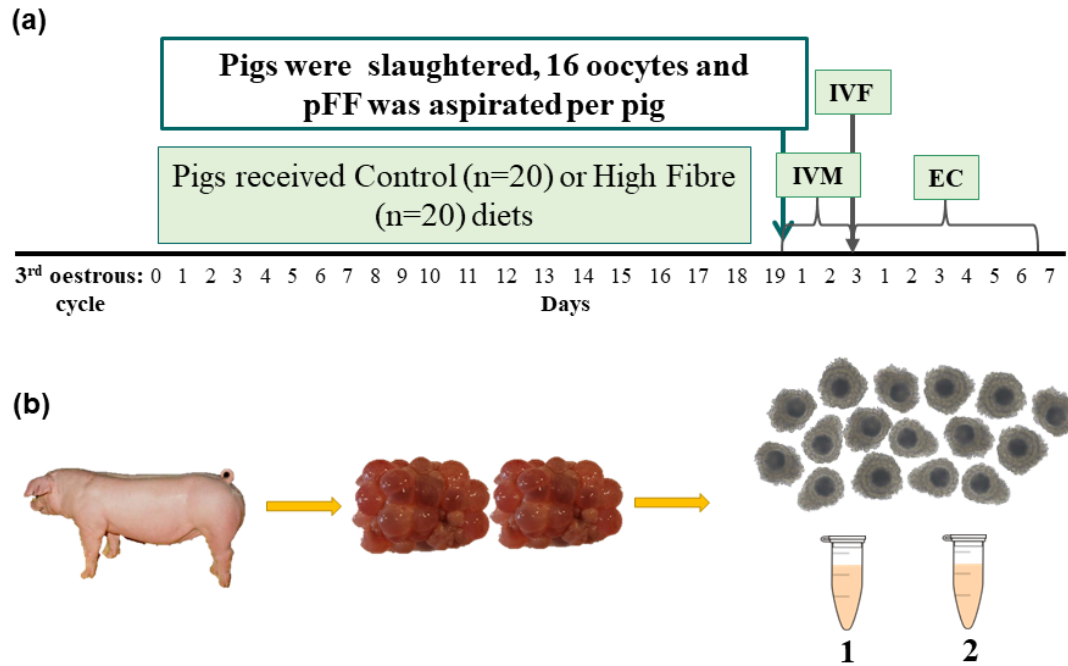 (a)
Pigs were slaughtered, 16 oocytes and
pFF was aspirated per pig
IVF
Pigs received Control (n=20) or High Fibre
(n=20) diets
IVM
EC
3rd oestrous: 0 1 2 3 4 5 6 7 8 9 10 11 12 13 14 15 16 17 18 19 1 2 3 1 2 3 4 5 6 7
cycle
Days
(b)
1
2